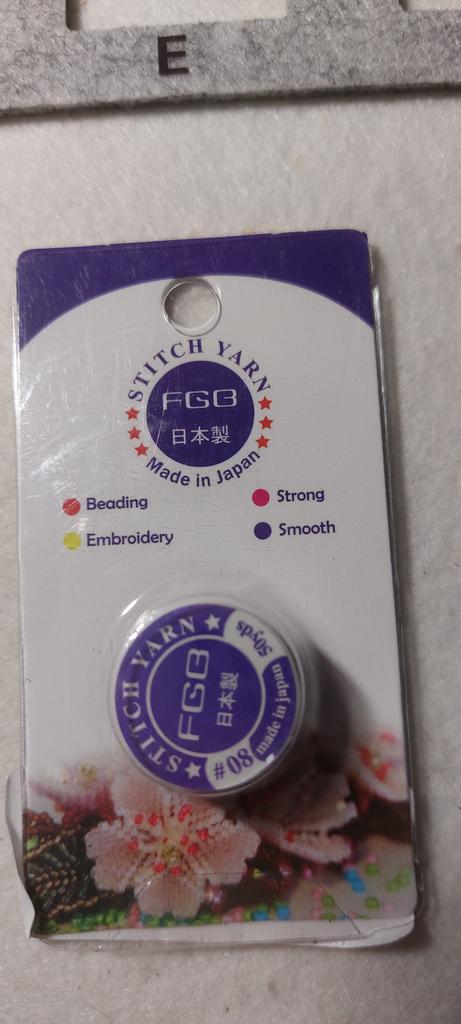 E
STITCH YARN
FGB
日本製
Made in Japan
Beading
Strong
Embroidery
Smooth
STITCH YARN
50yds
FGB
日本製
made in japan
#08